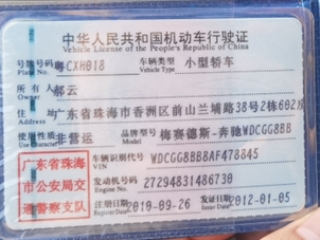 中华人民共和国机动车行驶证
Vehicle License of the People's Republic of China
号牌号码 粤CXH018 车辆类型 小型轿车
Plate No. Vehicle Type
所有人 郝云
住址 广东省珠海市香洲区前山兰埔路38号2栋602房
使用性质 非营运 品牌型号 梅赛德斯-奔驰WDCGG8BB
Use Character Model
广东省珠海
市公安局交
通警察支队
车辆识别代号 WDCGG8BB8AF478845
VIN
发动机号码 27294831486730
Engine No.
注册日期 2010-09-26 发证日期 2012-01-05
Register Date Issue Date